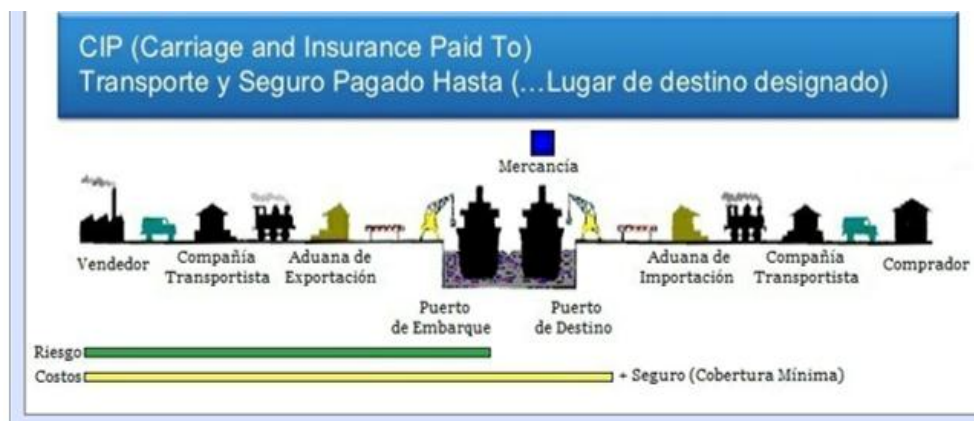 CIP (Carriage and Insurance Paid To)
Transporte y Seguro Pagado Hasta (...Lugar de destino designado)
Mercancía
Vendedor
Compañía
Transportista
Aduana de
Exportación
Puerto
de Embarque
Puerto
de Destino
Aduana de
Importación
Compañía
Transportista
Comprador
Riesgo
Costos
+ Seguro (Cobertura Mínima)